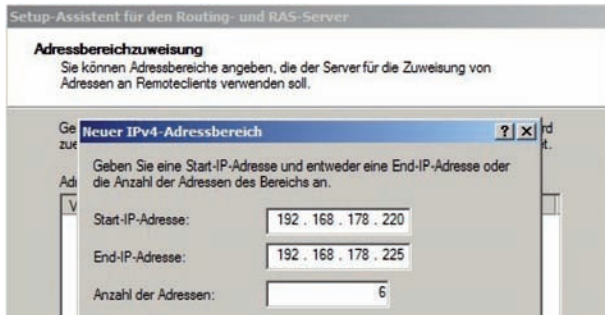 Setup-Assistent für den Routing- und RAS-Server
Adressbereichzuweisung
Sie können Adressbereiche angeben, die der Server für die Zuweisung von
Adressen an Remoteclients verwenden soll.
Neuer IPv4-Adressbereich
Geben Sie eine Start-IP-Adresse und entweder eine End-IP-Adresse oder
die Anzahl der Adressen des Bereichs an.
Start-IP-Adresse: 192 . 168 . 178 . 220
End-IP-Adresse: 192 . 168 . 178 . 225
Anzahl der Adressen: 6